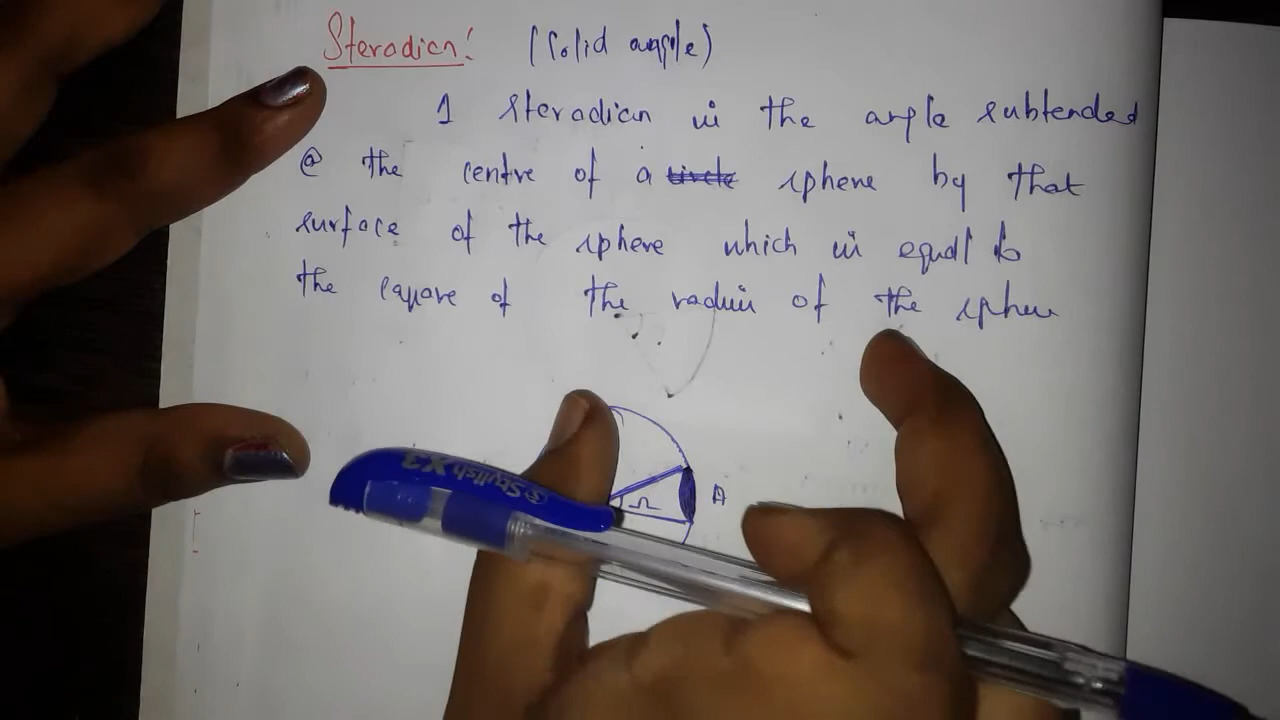 Steradian: (Solid angle)
1 steradian is the angle subtended
@ the centre of a circle sphere by that
surface of the sphere which is equal to
the square of the radius of the sphere
Ω A
Stylish X3